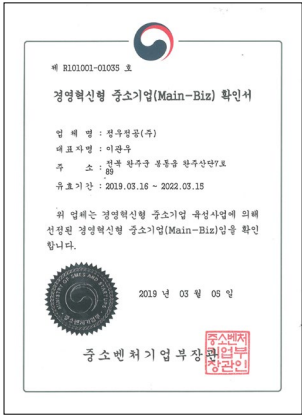 제 R101001-01035 호
경영혁신형 중소기업(Main-Biz) 확인서
업 체 명 : 정우정공(주)
대표자명 : 이관우
주 소 : 전북 완주군 봉동읍 완주산단7로
89
유효기간 : 2019.03.16 ~ 2022.03.15
위 업체는 경영혁신형 중소기업 육성사업에 의해
선정된 경영혁신형 중소기업(Main-Biz)임을 확인
합니다.
2019 년 03 월 05 일
중소벤처기업부장관
중소벤처
기업부
장관인